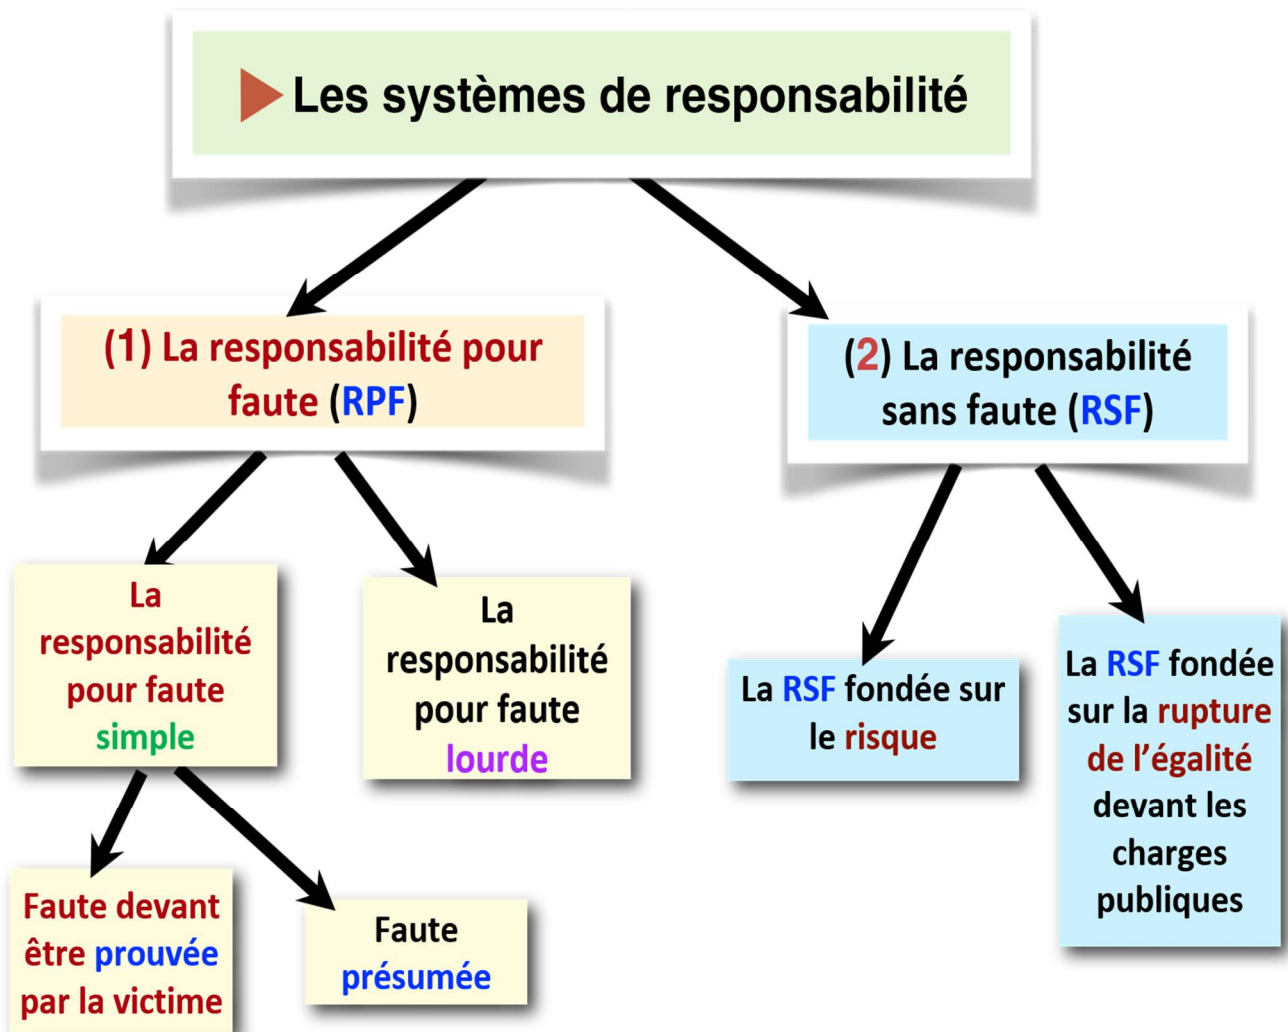 Les systèmes de responsabilité
(1) La responsabilité pour
faute (RPF)
(2) La responsabilité
sans faute (RSF)
La
responsabilité
pour faute
simple
La
responsabilité
pour faute
lourde
La RSF fondée sur
le risque
La RSF fondée
sur la rupture
de l'égalité
devant les
charges
publiques
Faute devant
être prouvée
par la victime
Faute
présumée